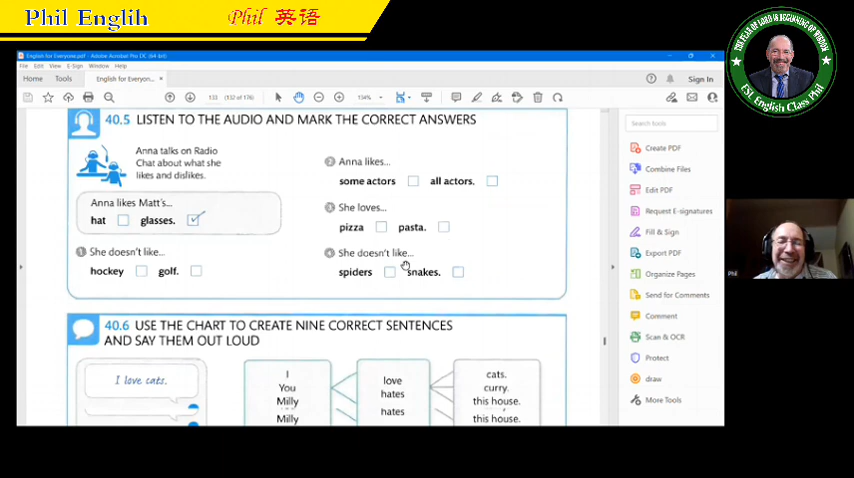 Phil Englih
Phil 英语
THE FEAR OF LORD IS BEGINNING OF WISDOM
ESL English Class Phil
English for Everyone.pdf - Adobe Acrobat Pro DC (64-bit)
File Edit View E-Sign Window Help
Home Tools English for Everyon... ×
Sign In
133 (132 of 176)
154%
40.5 LISTEN TO THE AUDIO AND MARK THE CORRECT ANSWERS
Anna talks on Radio
Chat about what she
likes and dislikes.
Anna likes Matt's...
hat glasses.
1 She doesn't like...
hockey golf.
2 Anna likes...
some actors all actors.
3 She loves...
pizza pasta.
4 She doesn't like...
spiders snakes.
40.6 USE THE CHART TO CREATE NINE CORRECT SENTENCES
AND SAY THEM OUT LOUD
I love cats.
I
You
Milly
Milly
love
hates
hates
cats.
curry.
this house.
this house.
Search tools
Create PDF
Combine Files
Edit PDF
Request E-signatures
Fill & Sign
Export PDF
Organize Pages
Send for Comments
Comment
Scan & OCR
Protect
draw
More Tools
Phil